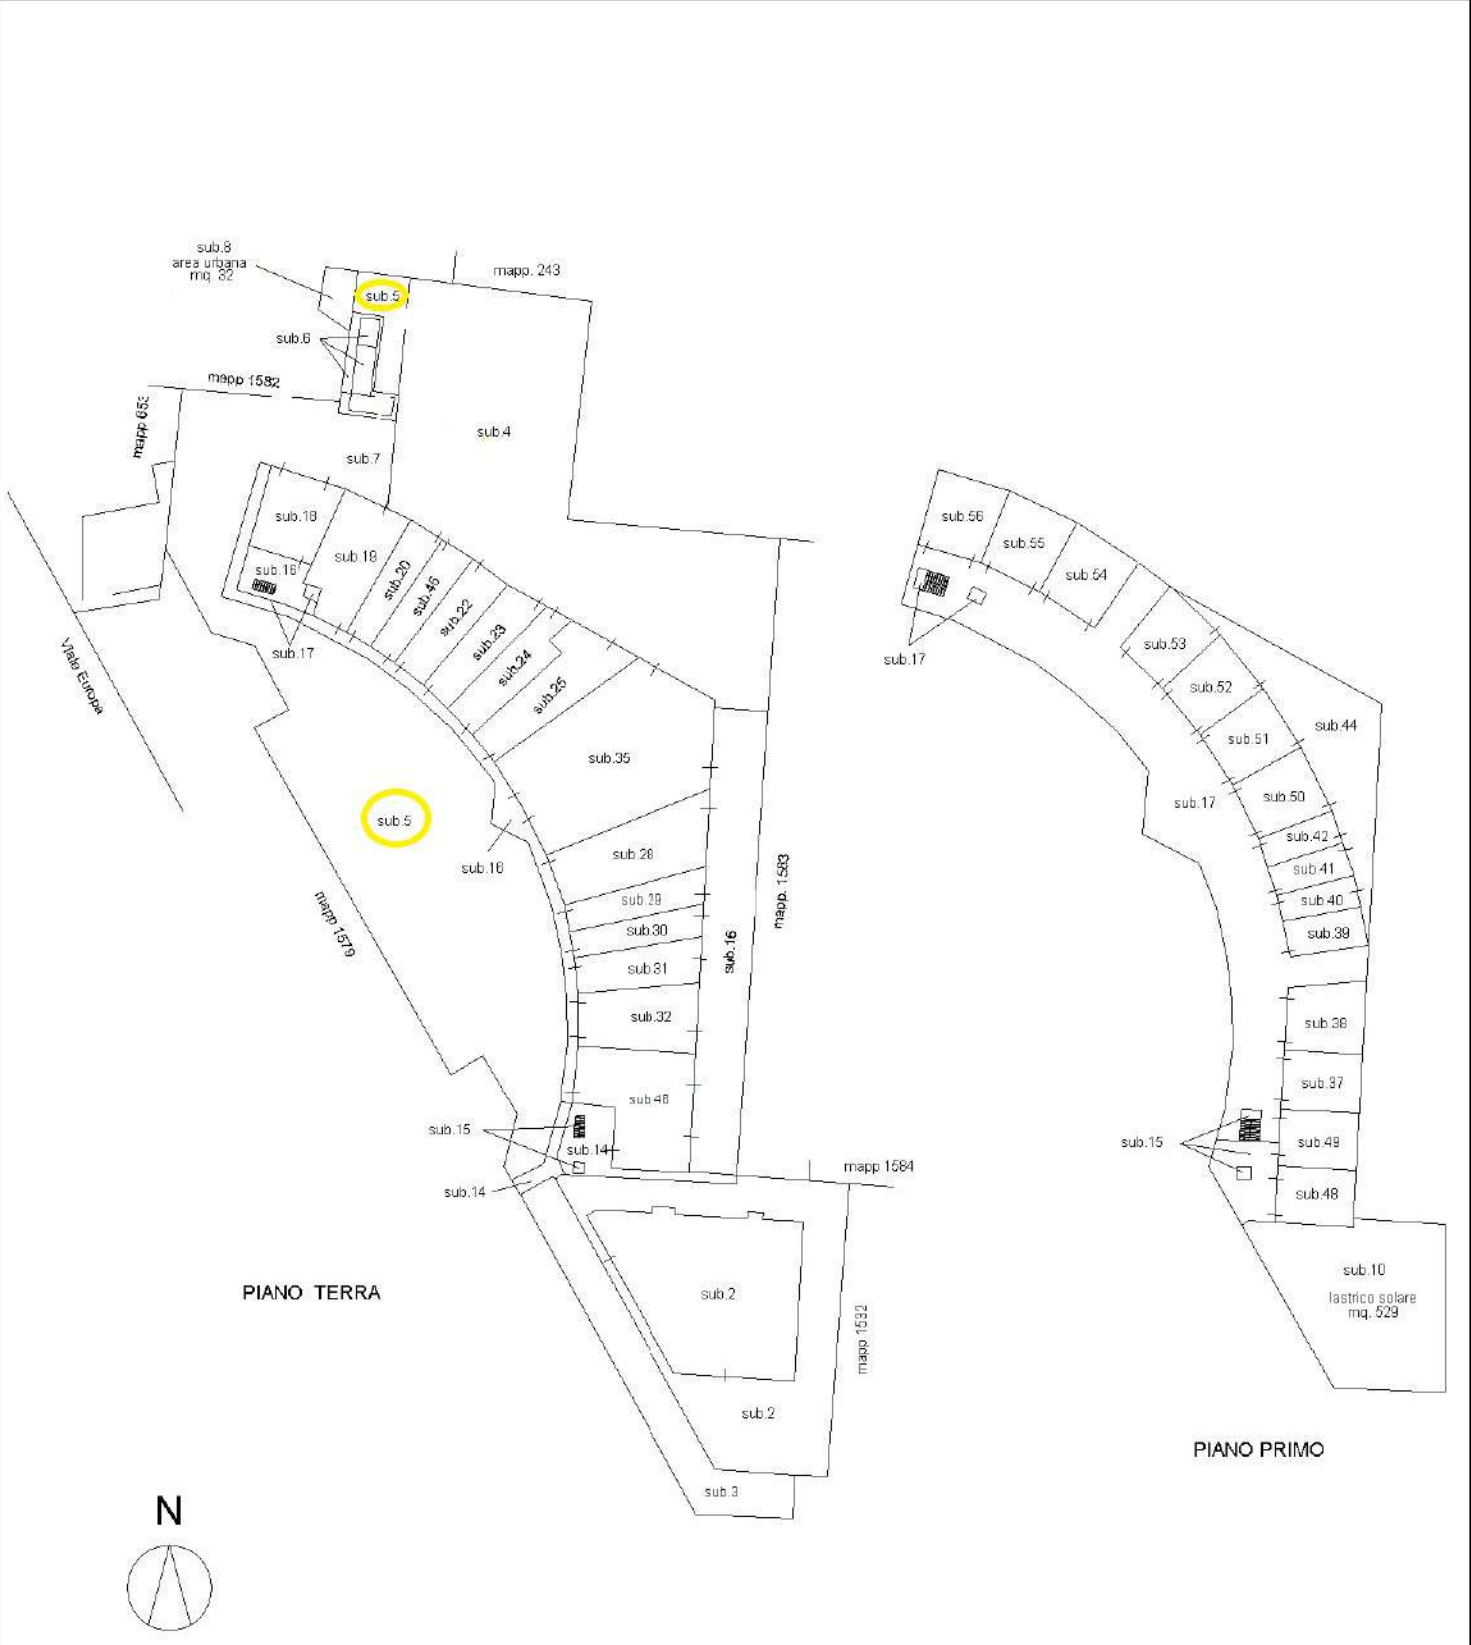 sub.8
area urbana
mq. 32
mapp. 243
sub.5
sub.6
mapp 1582
mapp 653
sub.4
sub.7
sub.18
sub.19
sub.16
sub.20
sub.45
sub.22
sub.23
sub.24
sub.25
sub.17
Viale Europa
sub.35
sub.5
sub.16
sub.28
sub.29
sub.30
sub.31
sub.32
sub.16
mapp. 1583
mapp 1579
sub.46
sub.15
sub.14
sub.14
mapp 1584
sub.2
mapp 1532
sub.2
sub.3
PIANO TERRA
sub.56
sub.55
sub.54
sub.17
sub.53
sub.52
sub.51
sub.44
sub.17
sub.50
sub.42
sub.41
sub.40
sub.39
sub.38
sub.37
sub.15
sub.49
sub.48
sub.10
lastrico solare
mq. 529
PIANO PRIMO
N